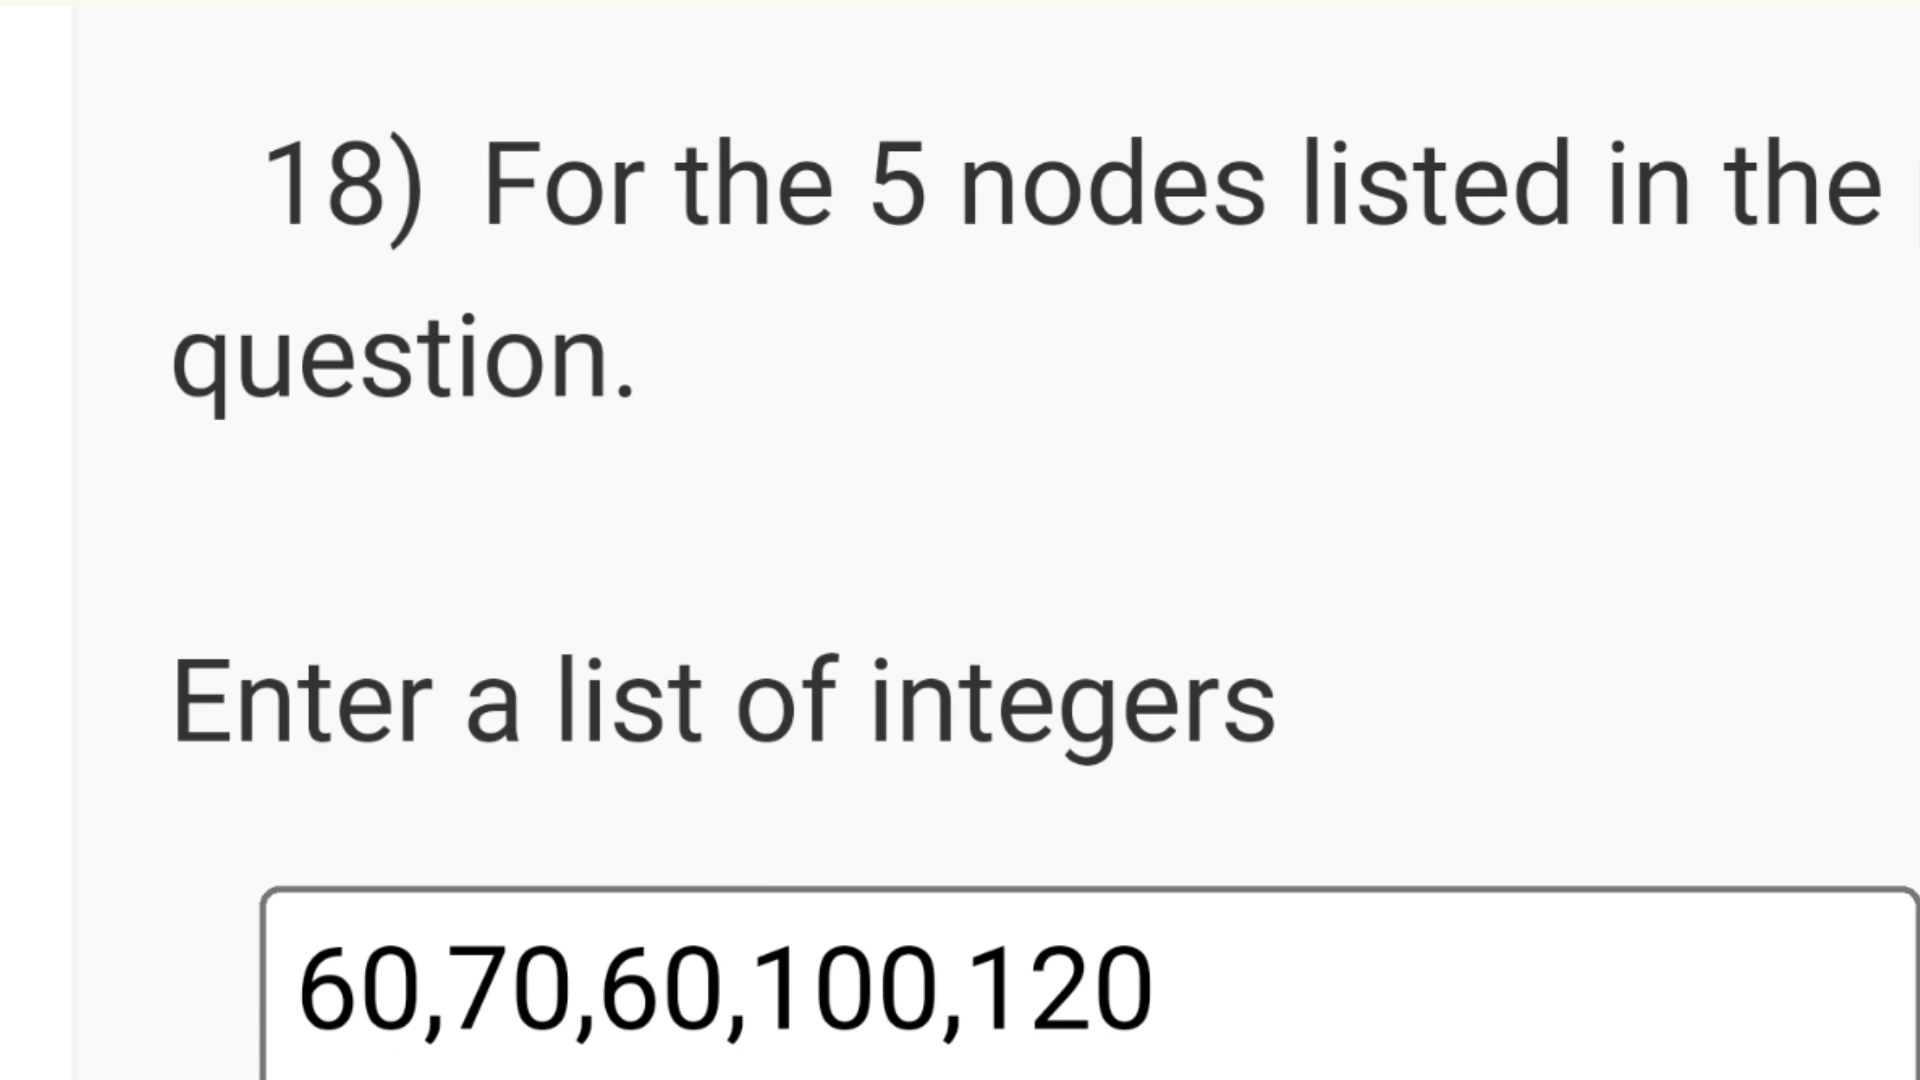 18) For the 5 nodes listed in the
question.
Enter a list of integers
60,70,60,100,120